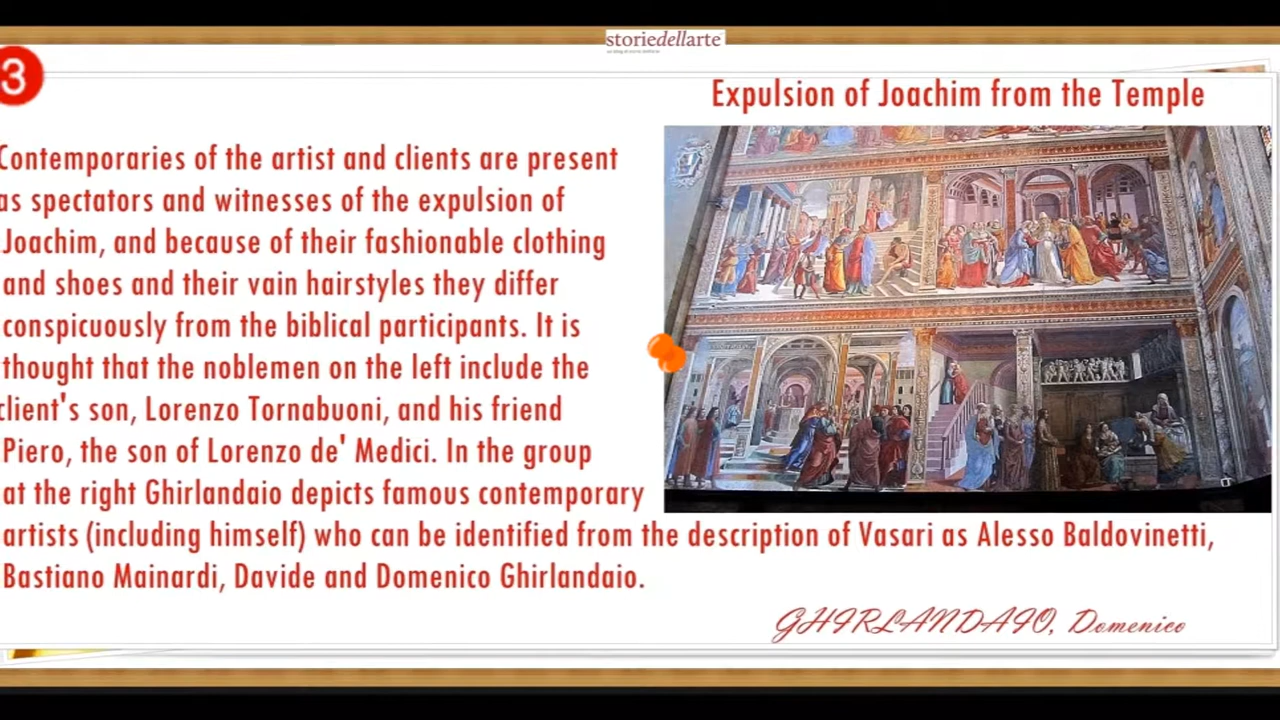 storiedellarte
3
Expulsion of Joachim from the Temple
Contemporaries of the artist and clients are present
as spectators and witnesses of the expulsion of
Joachim, and because of their fashionable clothing
and shoes and their vain hairstyles they differ
conspicuously from the biblical participants. It is
thought that the noblemen on the left include the
client's son, Lorenzo Tornabuoni, and his friend
Piero, the son of Lorenzo de' Medici. In the group
at the right Ghirlandaio depicts famous contemporary
artists (including himself) who can be identified from the description of Vasari as Alesso Baldovinetti,
Bastiano Mainardi, Davide and Domenico Ghirlandaio.
GHIRLANDAIO, Domenico